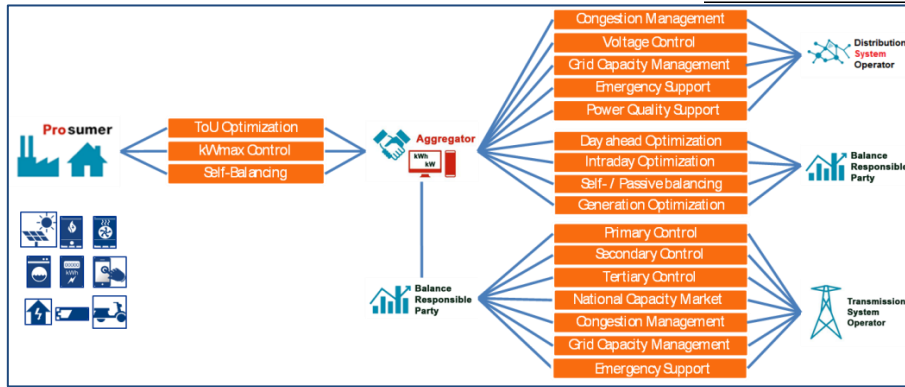 Prosumer
ToU Optimization
kWmax Control
Self-Balancing
kWh
Aggregator
kWh
kW
Balance
Responsible
Party
Congestion Management
Voltage Control
Grid Capacity Management
Emergency Support
Power Quality Support
Distribution
System
Operator
Day ahead Optimization
Intraday Optimization
Self- / Passive balancing
Generation Optimization
Balance
Responsible
Party
Primary Control
Secondary Control
Tertiary Control
National Capacity Market
Congestion Management
Grid Capacity Management
Emergency Support
Transmission
System
Operator